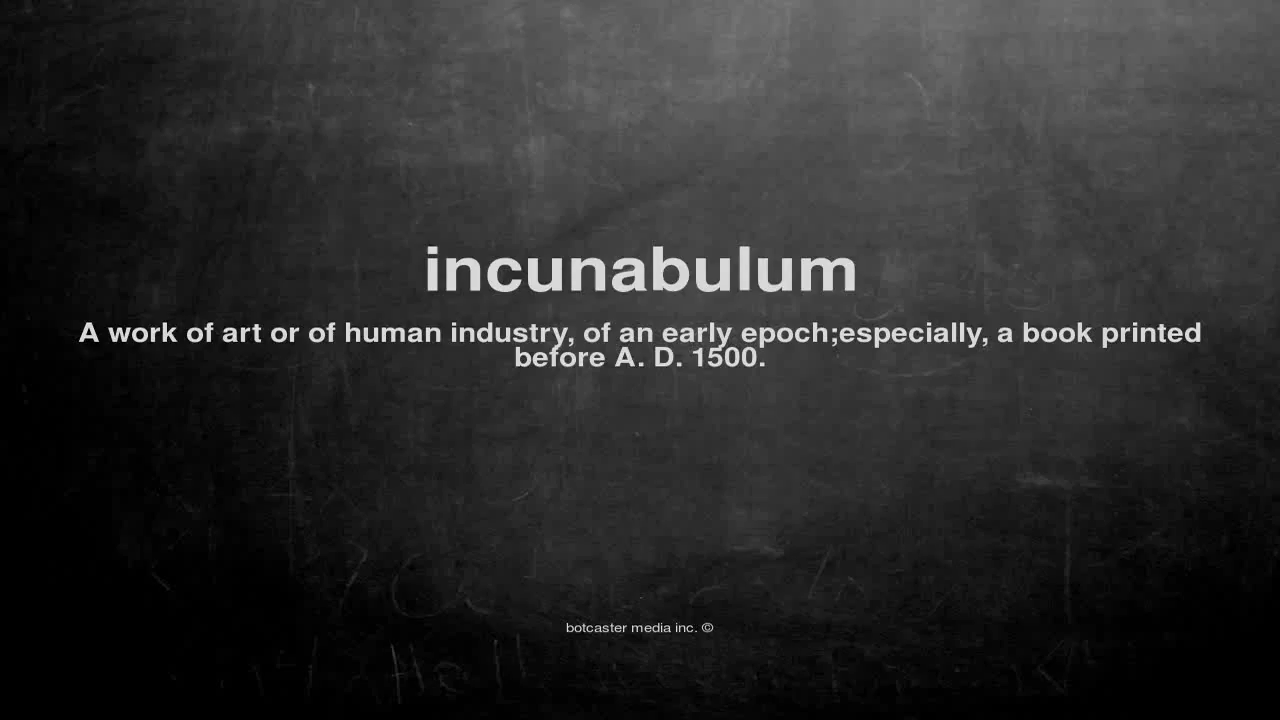 incunabulum
A work of art or of human industry, of an early epoch;especially, a book printed
before A. D. 1500.
botcaster media inc. ©